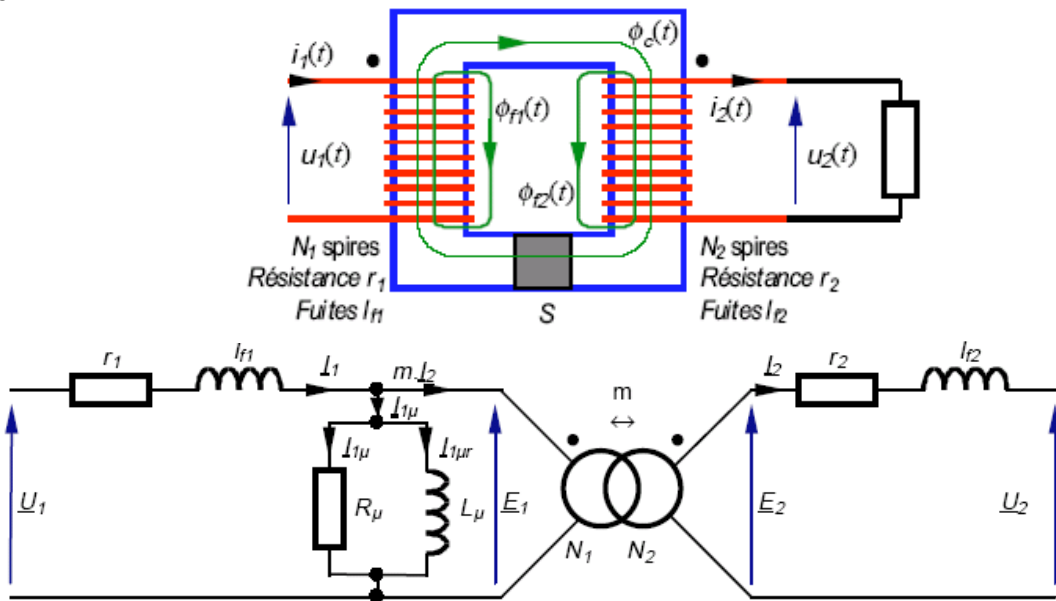 ϕc(t)
i1(t)
i2(t)
ϕf1(t)
u1(t)
u2(t)
ϕf2(t)
N1 spires
N2 spires
Résistance r1
Résistance r2
Fuites lf1
S
Fuites lf2
r1
lf1
I1
m.I2
I2
r2
lf2
m
↔
I1μ
I1μ
I1μr
U1
Rμ
Lμ
E1
E2
U2
N1
N2